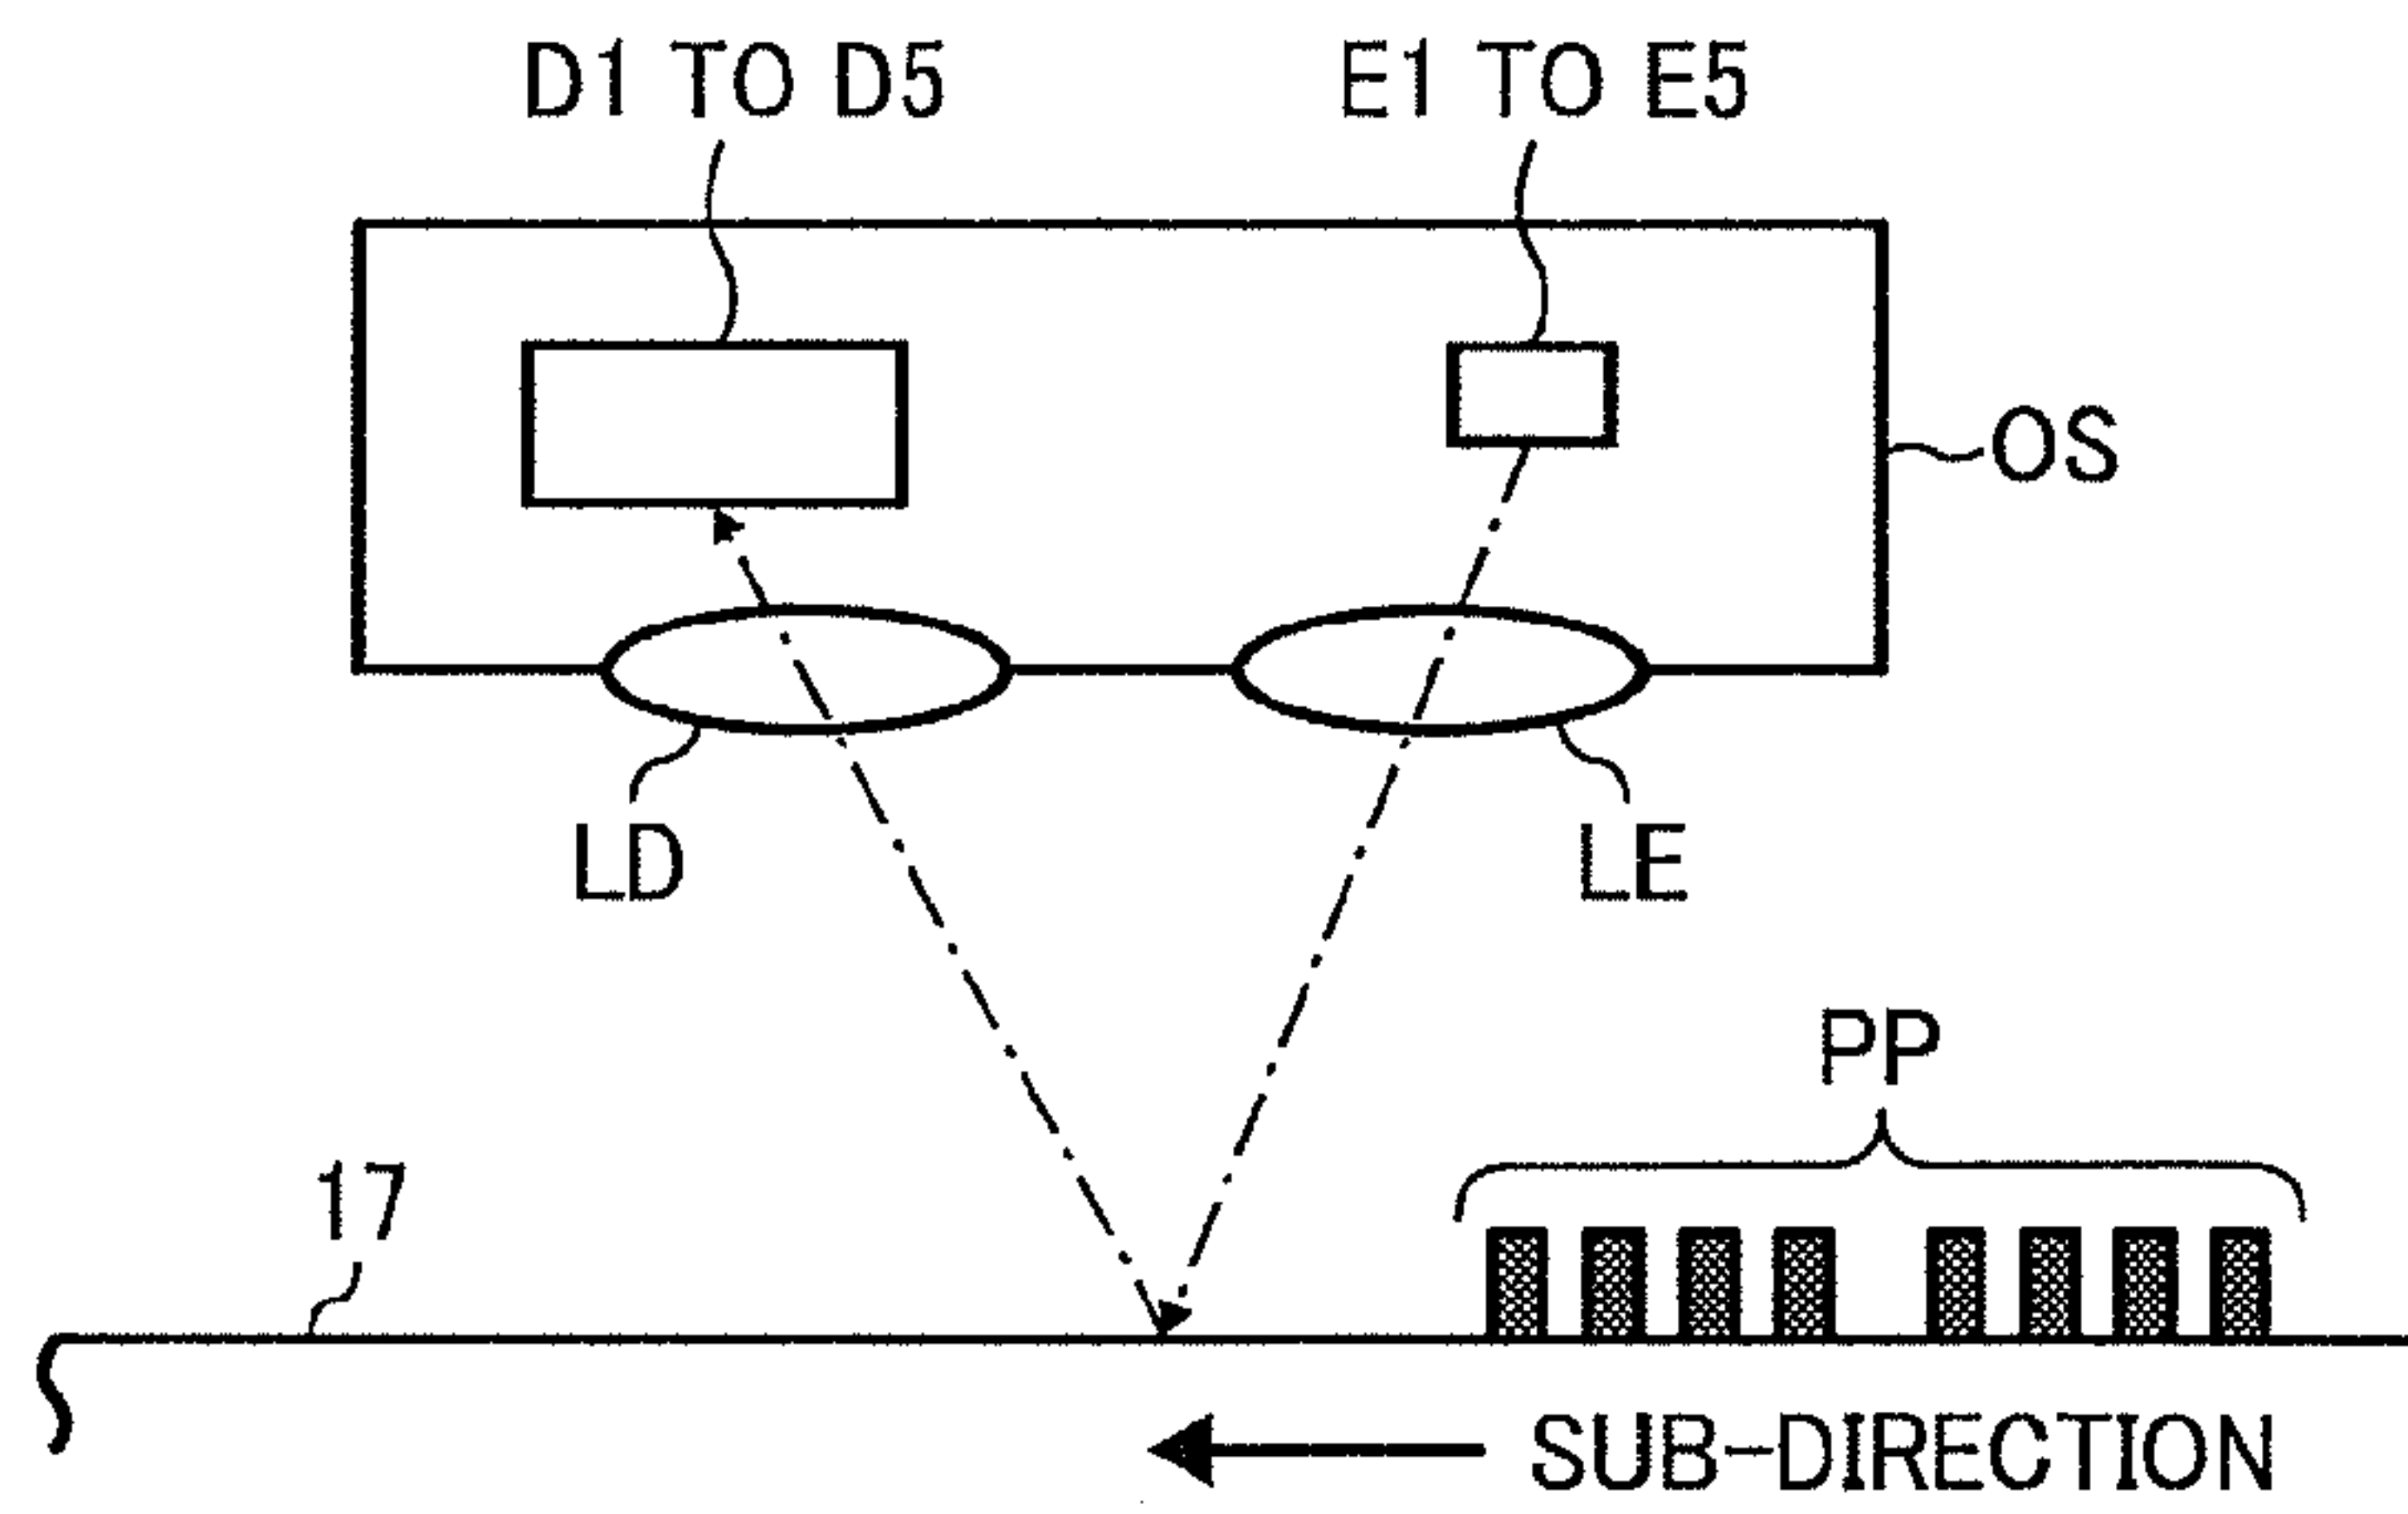 D1 TO D5
E1 TO E5
OS
LD
LE
PP
17
SUB-DIRECTION